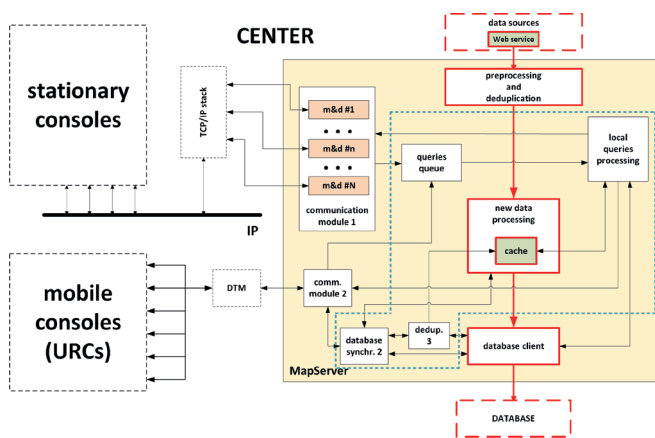 CENTER
data sources
Web service
stationary
consoles
TCP/IP stack
preprocessing
and
deduplication
m&d #1
• • •
m&d #n
• • •
m&d #N
communication
module 1
queries
queue
local
queries
processing
IP
new data
processing
cache
mobile
consoles
(URCs)
DTM
comm.
module 2
database
synchr. 2
dedup.
3
database client
MapServer
DATABASE